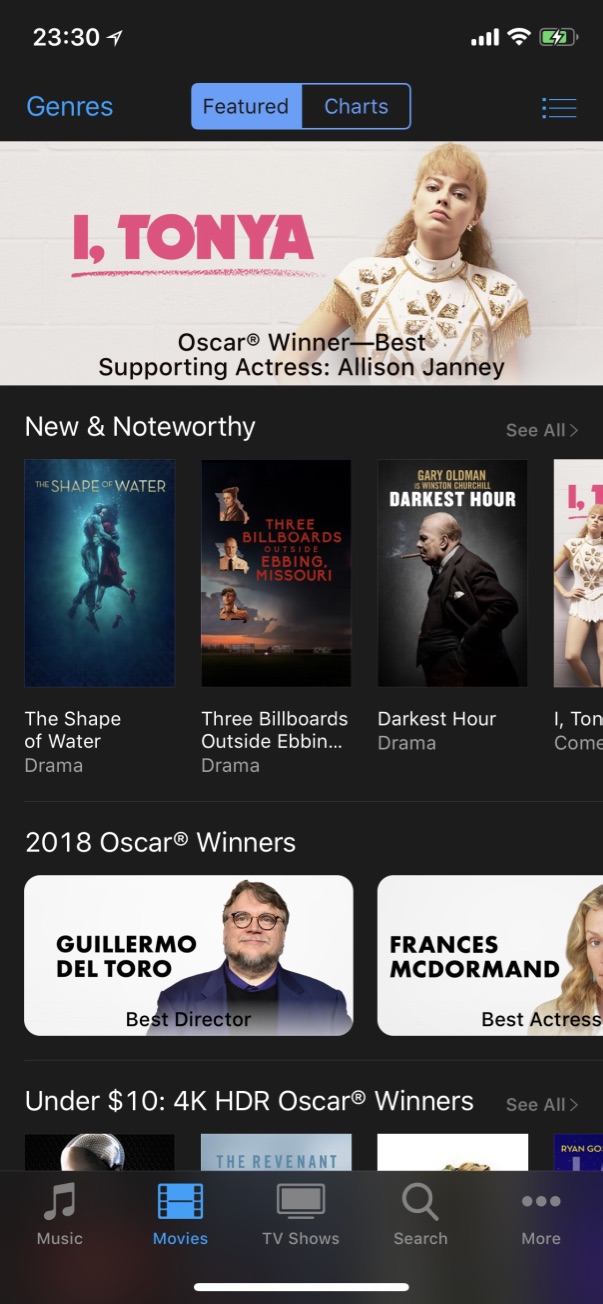 23:30
Genres
Featured
Charts
I, TONYA
Oscar® Winner—Best
Supporting Actress: Allison Janney
New & Noteworthy
See All
THE SHAPE OF WATER
THREE
BILLBOARDS
OUTSIDE
EBBING,
MISSOURI
GARY OLDMAN
IS WINSTON CHURCHILL
DARKEST HOUR
I, T
The Shape
of Water
Drama
Three Billboards
Outside Ebbin...
Drama
Darkest Hour
Drama
I, Ton
Come
2018 Oscar® Winners
GUILLERMO
DEL TORO
Best Director
FRANCES
MCDORMAND
Best Actress
Under $10: 4K HDR Oscar® Winners
See All
THE REVENANT
RYAN GO
Music
Movies
TV Shows
Search
More